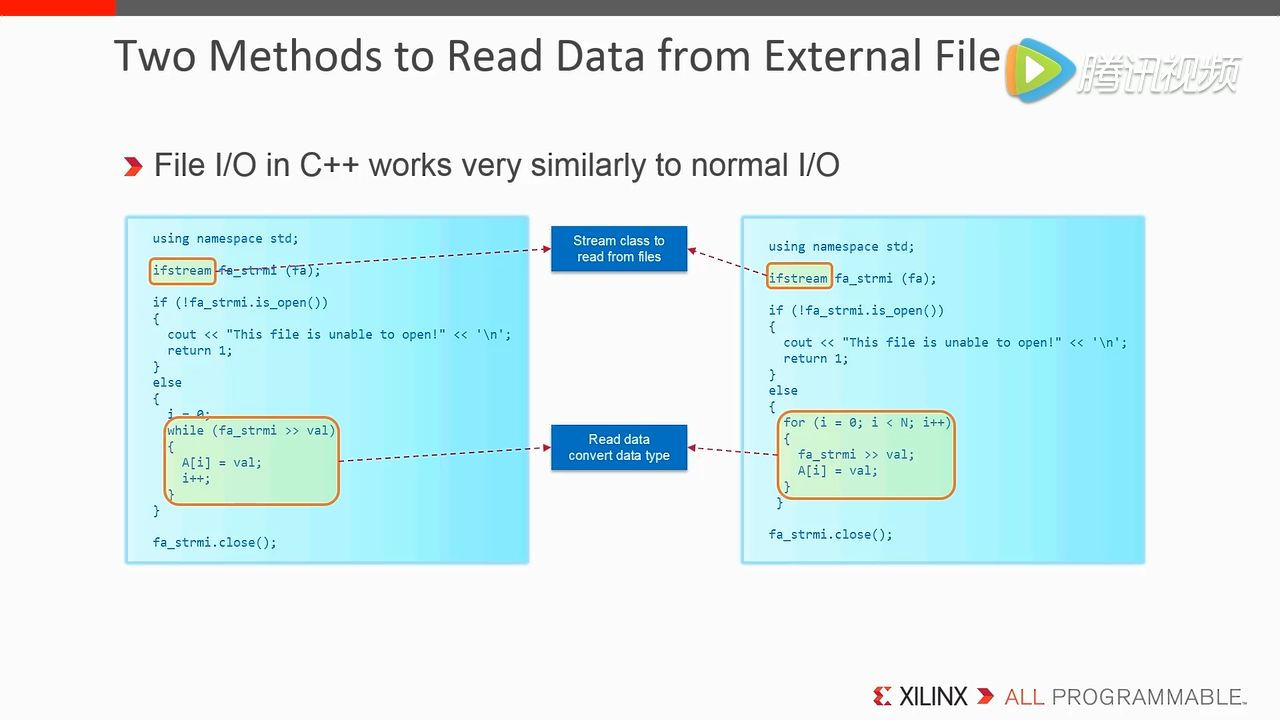 Two Methods to Read Data from External File
腾讯视频
File I/O in C++ works very similarly to normal I/O
using namespace std;
ifstream fa_strmi (fa);
if (!fa_strmi.is_open())
{
cout << "This file is unable to open!" << '\n';
return 1;
}
else
{
i = 0;
while (fa_strmi >> val)
{
A[i] = val;
i++;
}
}
fa_strmi.close();
Stream class to
read from files
Read data
convert data type
using namespace std;
ifstream fa_strmi (fa);
if (!fa_strmi.is_open())
{
cout << "This file is unable to open!" << '\n';
return 1;
}
else
{
for (i = 0; i < N; i++)
{
fa_strmi >> val;
A[i] = val;
}
}
fa_strmi.close();
XILINX ALL PROGRAMMABLE™